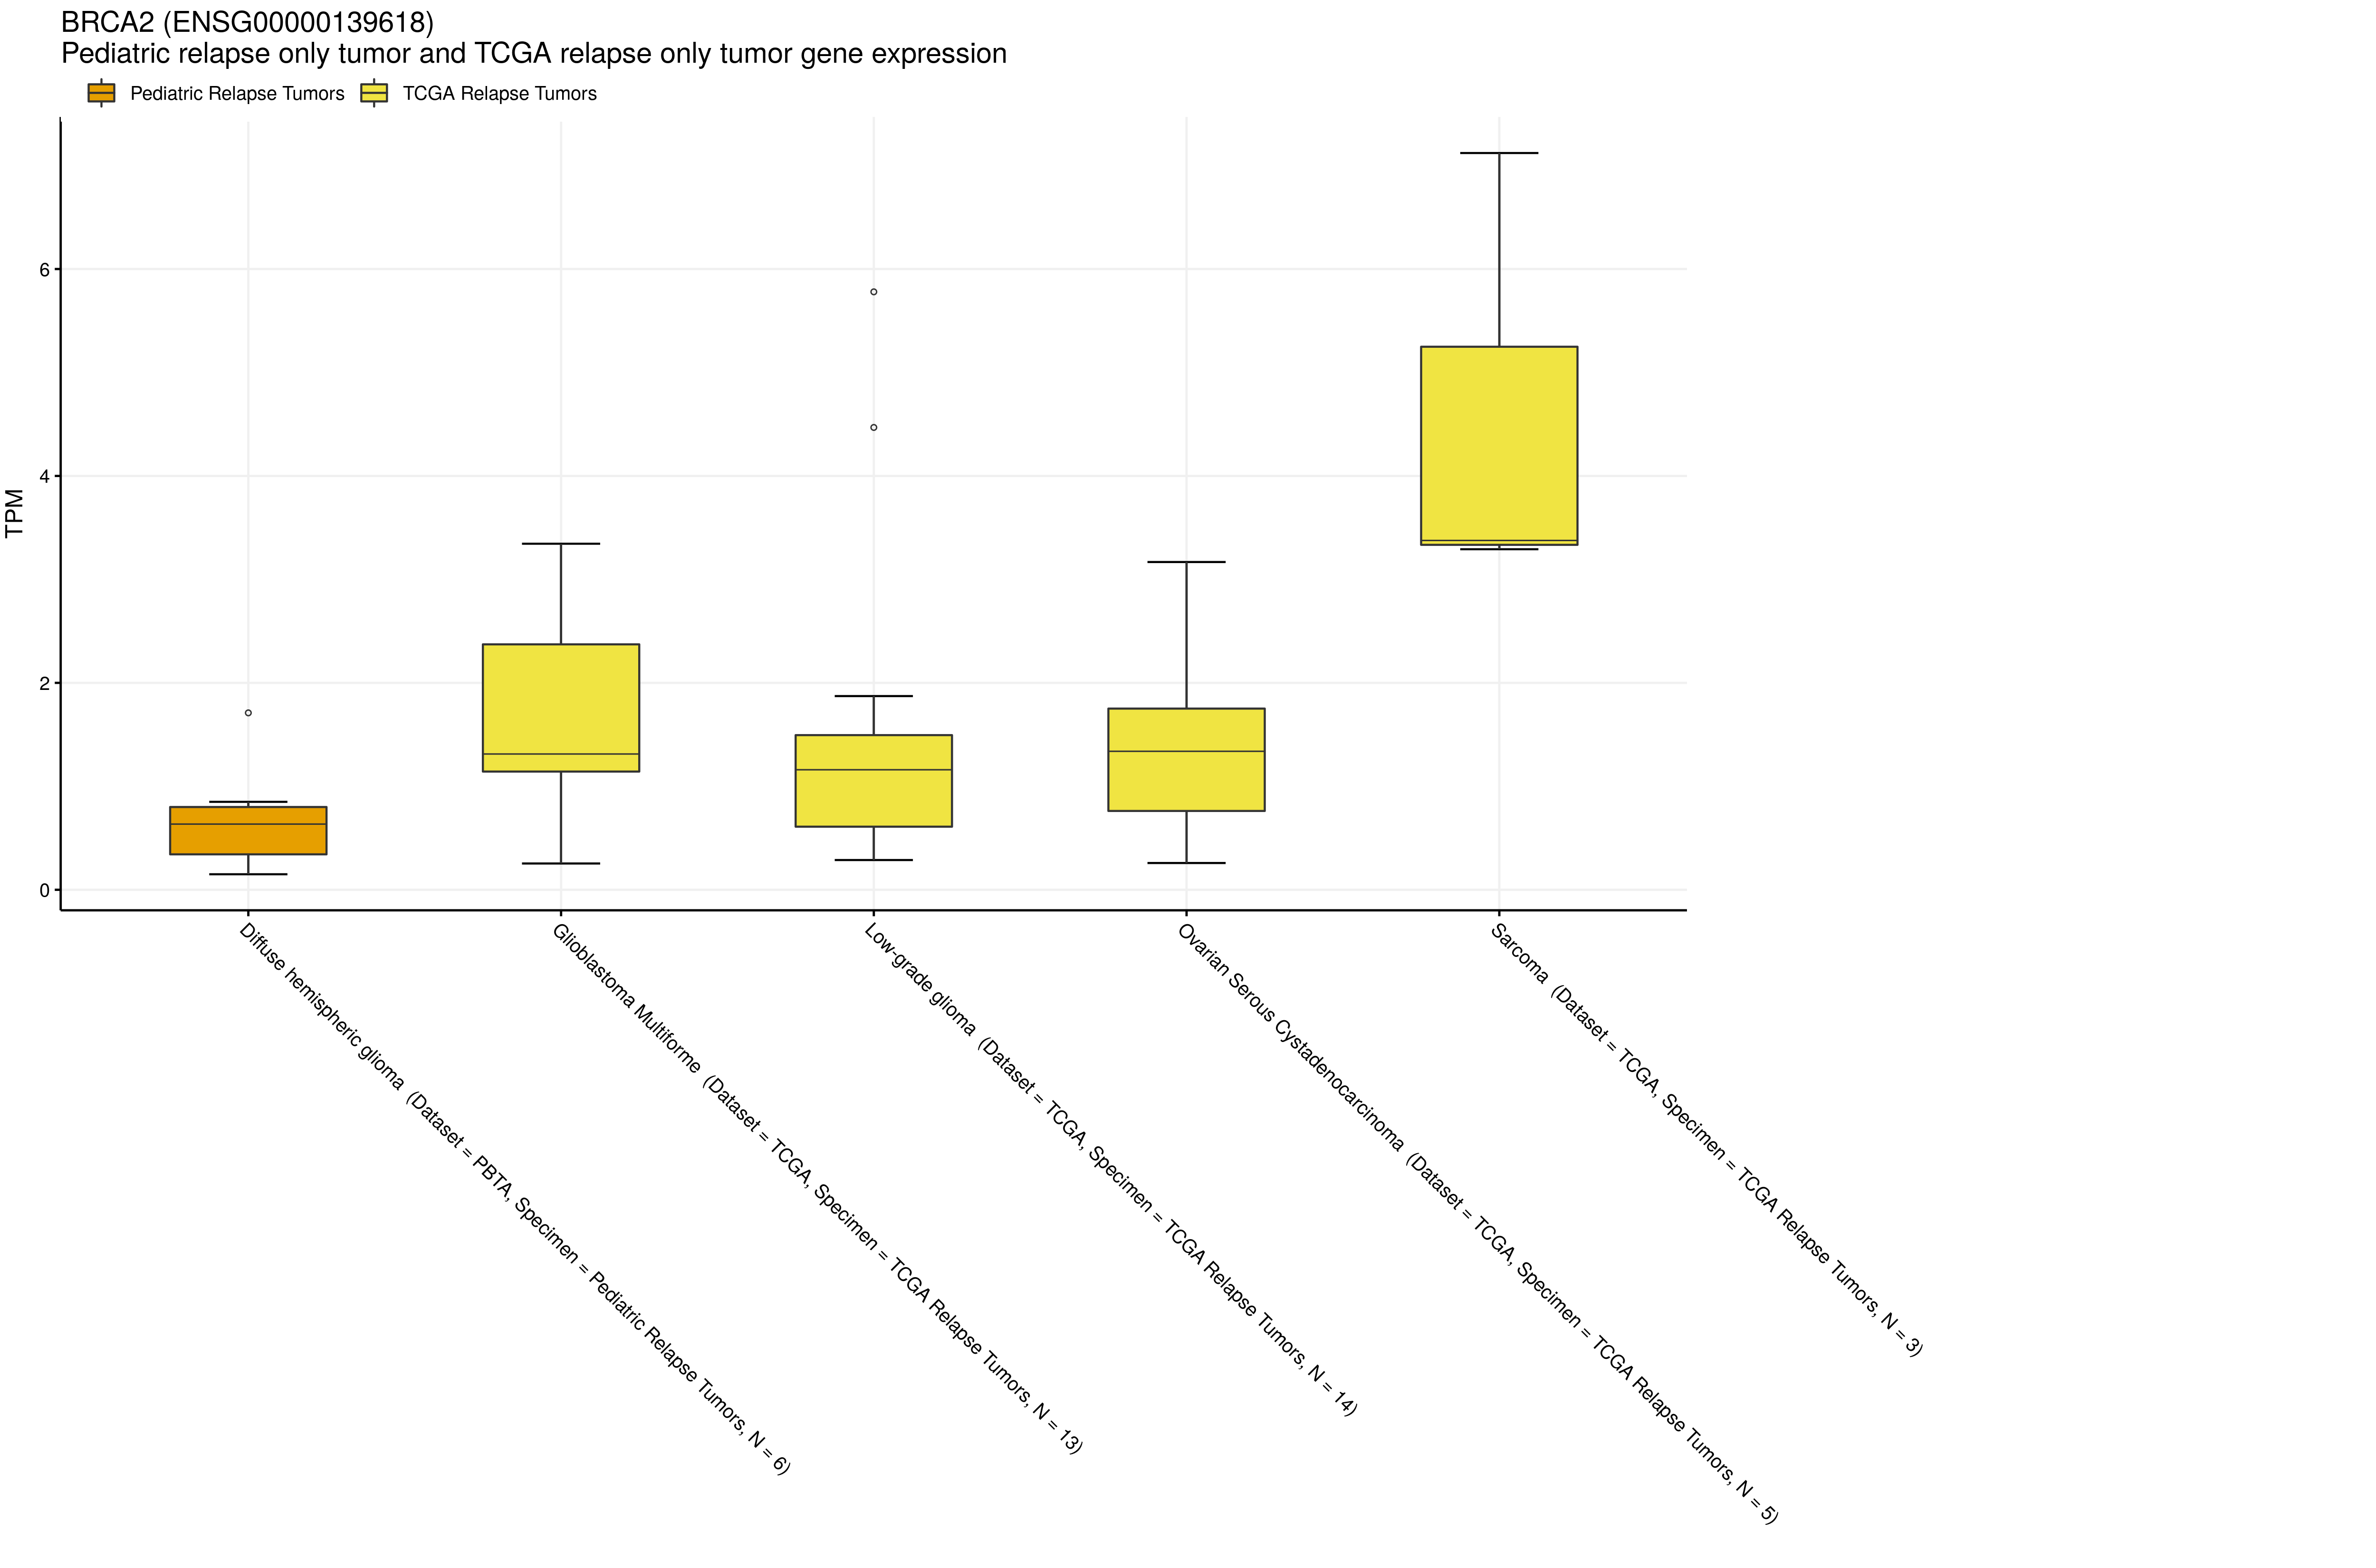 BRCA2 (ENSG00000139618)
Pediatric relapse only tumor and TCGA relapse only tumor gene expression
Pediatric Relapse Tumors
TCGA Relapse Tumors
TPM
6
4
2
0
Diffuse hemispheric glioma (Dataset = PBTA, Specimen = Pediatric Relapse Tumors, N = 6)
Glioblastoma Multiforme (Dataset = TCGA, Specimen = TCGA Relapse Tumors, N = 13)
Low-grade glioma (Dataset = TCGA, Specimen = TCGA Relapse Tumors, N = 14)
Ovarian Serous Cystadenocarcinoma (Dataset = TCGA, Specimen = TCGA Relapse Tumors, N = 5)
Sarcoma (Dataset = TCGA, Specimen = TCGA Relapse Tumors, N = 3)